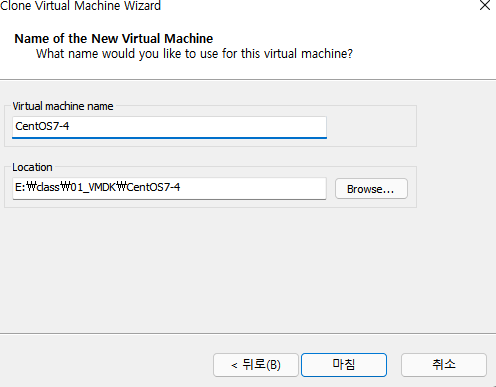 Clone Virtual Machine Wizard
Name of the New Virtual Machine
What name would you like to use for this virtual machine?
Virtual machine name
CentOS7-4
Location
E:₩class₩01_VMDK₩CentOS7-4
Browse...
< 뒤로(B)
마침
취소